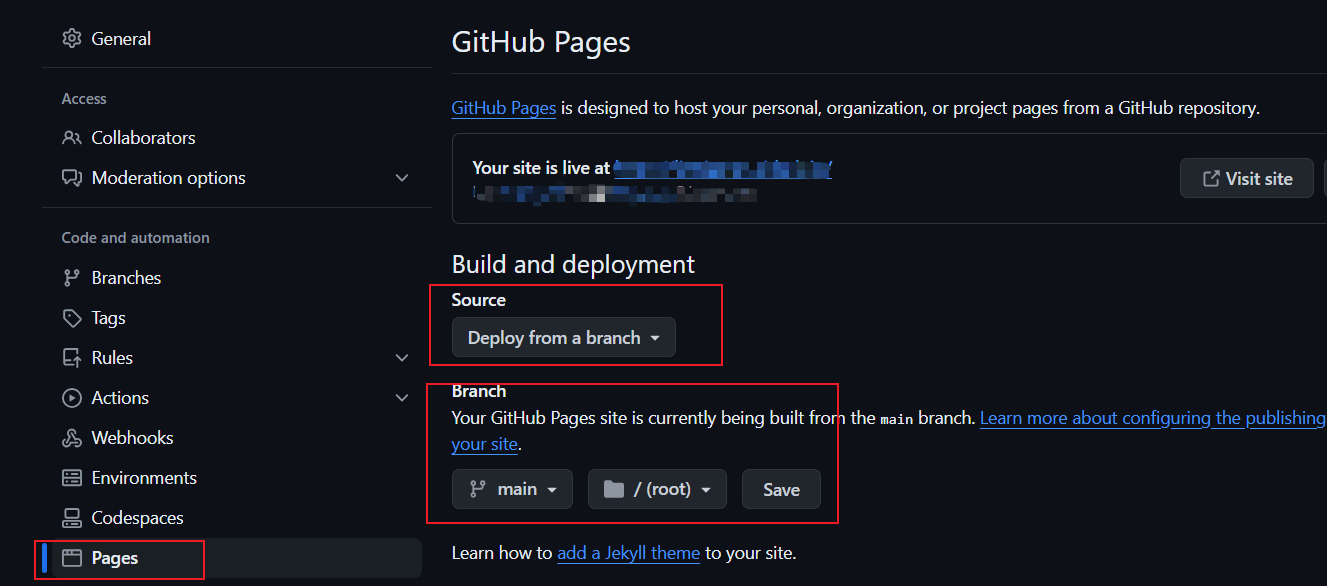 General
Access
Collaborators
Moderation options
Code and automation
Branches
Tags
Rules
Actions
Webhooks
Environments
Codespaces
Pages
GitHub Pages
GitHub Pages is designed to host your personal, organization, or project pages from a GitHub repository.
Your site is live at
Visit site
Build and deployment
Source
Deploy from a branch
Branch
Your GitHub Pages site is currently being built from the main branch. Learn more about configuring the publishing
your site.
main
/ (root)
Save
Learn how to add a Jekyll theme to your site.